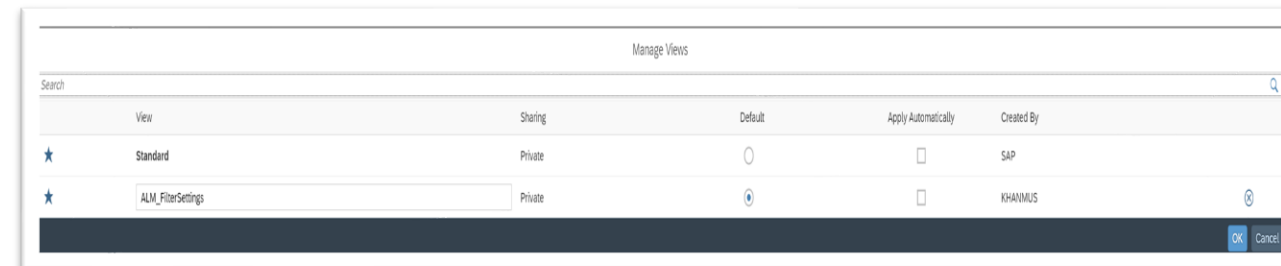 Manage Views
Search
View Sharing Default Apply Automatically Created By
Standard Private SAP
ALM_FilterSettings Private KHANMUS
OK Cancel